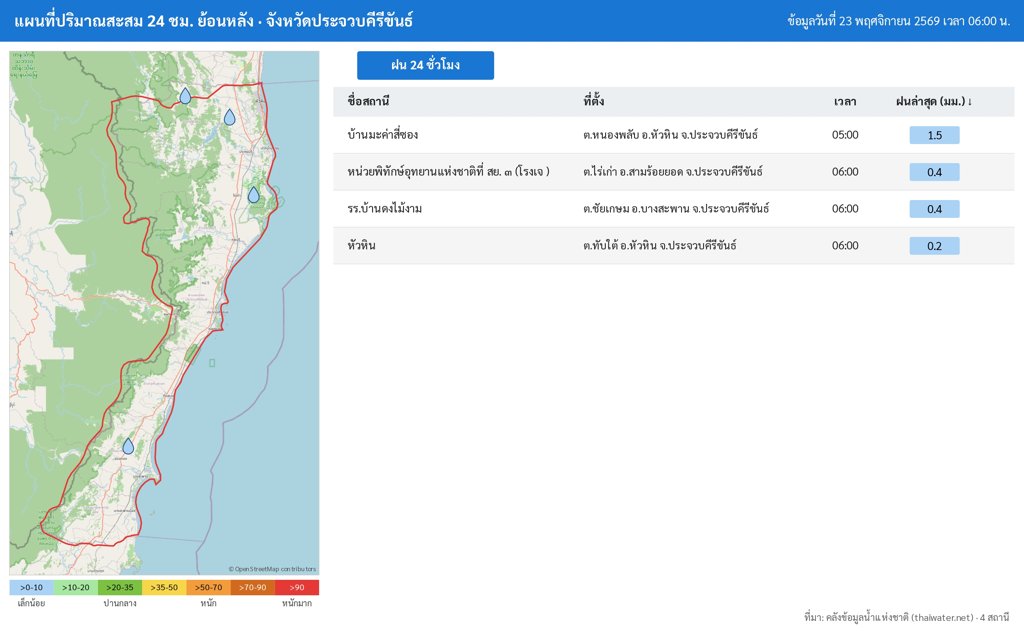 แผนที่ปริมาณสะสม 24 ชม. ย้อนหลัง · จังหวัดประจวบคีรีขันธ์
ข้อมูลวันที่ 23 พฤศจิกายน 2569 เวลา 06:00 น.
ฝน 24 ชั่วโมง
ชื่อสถานี ที่ตั้ง เวลา ฝนล่าสุด (มม.) ↓
บ้านมะค่าสี่ซอง ต.หนองพลับ อ.หัวหิน จ.ประจวบคีรีขันธ์ 05:00 1.5
หน่วยพิทักษ์อุทยานแห่งชาติที่ สย. ๓ (โรงเจ ) ต.ไร่เก่า อ.สามร้อยยอด จ.ประจวบคีรีขันธ์ 06:00 0.4
รร.บ้านดงไม้งาม ต.ชัยเกษม อ.บางสะพาน จ.ประจวบคีรีขันธ์ 06:00 0.4
หัวหิน ต.ทับใต้ อ.หัวหิน จ.ประจวบคีรีขันธ์ 06:00 0.2
© OpenStreetMap contributors
>0-10 >10-20 >20-35 >35-50 >50-70 >70-90 >90
เล็กน้อย ปานกลาง หนัก หนักมาก
ที่มา: คลังข้อมูลน้ำแห่งชาติ (thaiwater.net) · 4 สถานี